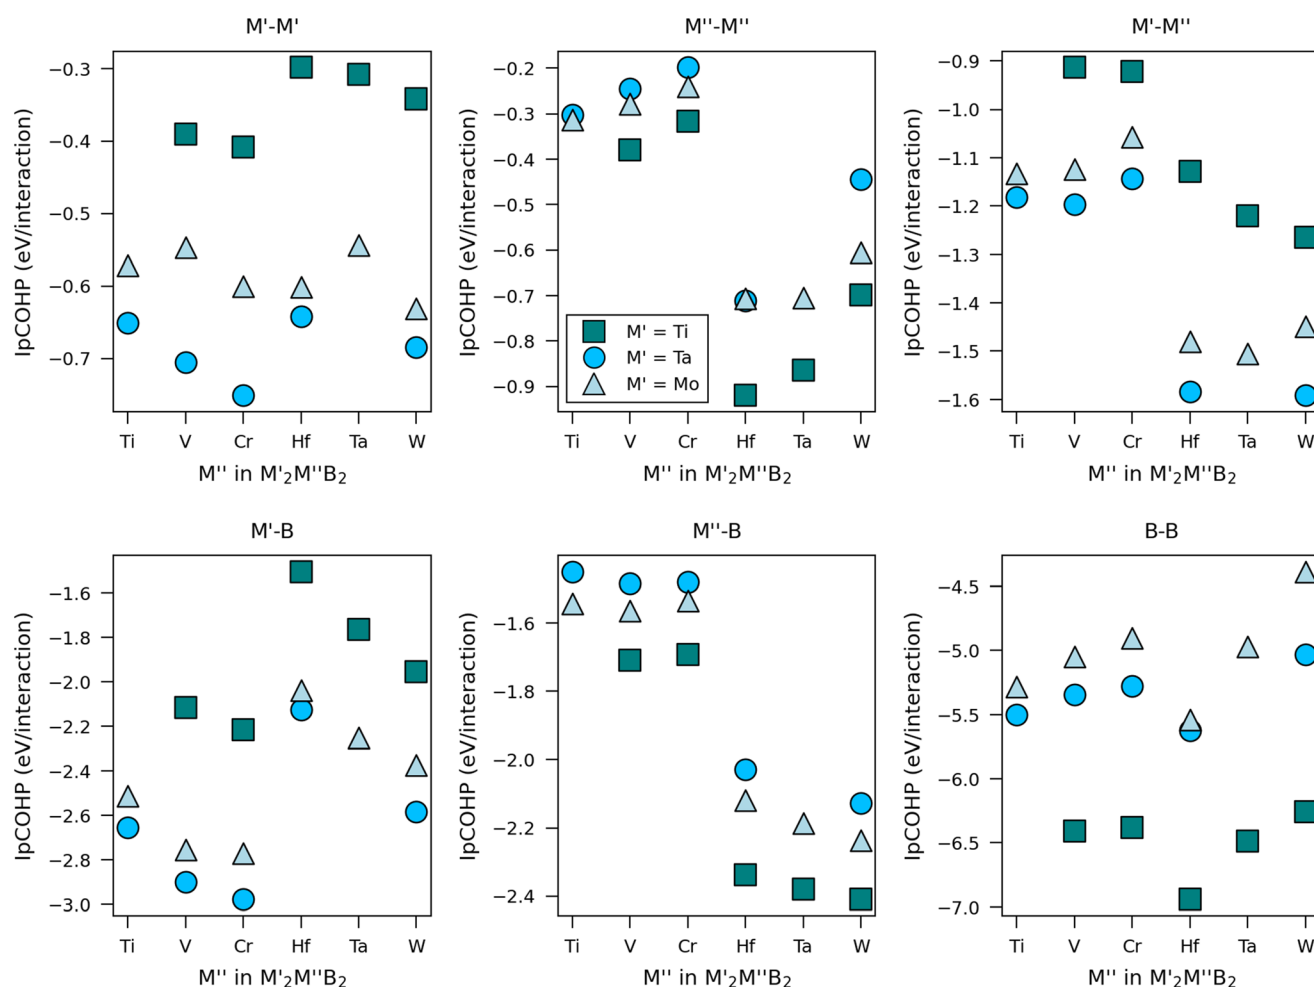 M'-M'
IpCOHP (eV/interaction)
−0.3
−0.4
−0.5
−0.6
−0.7
Ti V Cr Hf Ta W
M'' in M'₂M''B₂
M''-M''
IpCOHP (eV/interaction)
−0.2
−0.3
−0.4
−0.5
−0.6
−0.7
−0.8
−0.9
M' = Ti
M' = Ta
M' = Mo
Ti V Cr Hf Ta W
M'' in M'₂M''B₂
M'-M''
IpCOHP (eV/interaction)
−0.9
−1.0
−1.1
−1.2
−1.3
−1.4
−1.5
−1.6
Ti V Cr Hf Ta W
M'' in M'₂M''B₂
M'-B
IpCOHP (eV/interaction)
−1.6
−1.8
−2.0
−2.2
−2.4
−2.6
−2.8
−3.0
Ti V Cr Hf Ta W
M'' in M'₂M''B₂
M''-B
IpCOHP (eV/interaction)
−1.6
−1.8
−2.0
−2.2
−2.4
Ti V Cr Hf Ta W
M'' in M'₂M''B₂
B-B
IpCOHP (eV/interaction)
−4.5
−5.0
−5.5
−6.0
−6.5
−7.0
Ti V Cr Hf Ta W
M'' in M'₂M''B₂